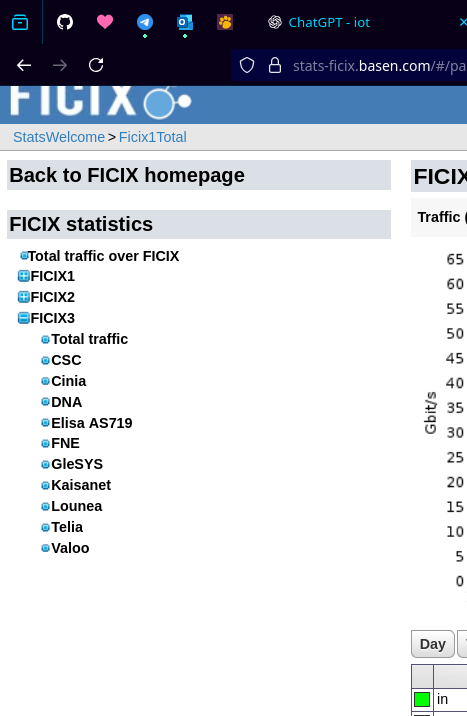 ChatGPT - iot
stats-ficix.basen.com/#/pa
FICIX
StatsWelcome > Ficix1Total
Back to FICIX homepage
FICIX statistics
Total traffic over FICIX
FICIX1
FICIX2
FICIX3
Total traffic
CSC
Cinia
DNA
Elisa AS719
FNE
GleSYS
Kaisanet
Lounea
Telia
Valoo
FICIX
Traffic (
65
60
55
50
45
40
35
30
25
20
15
10
5
0
Gbit/s
Day
in